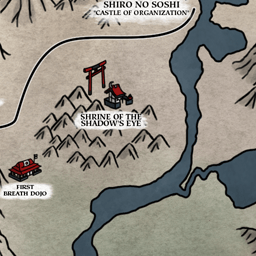 SHIRO NO SOSHI
"CASTLE OF ORGANIZATION"
SHRINE OF THE
SHADOW'S EYE
FIRST
BREATH DOJO